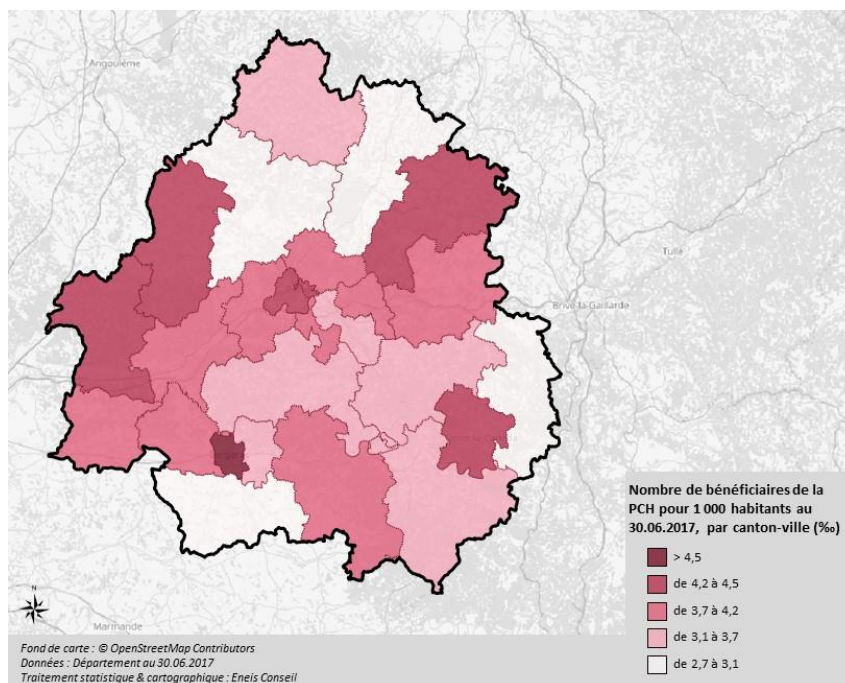 Angoulême
Tulle
Brive-la-Gaillarde
Nombre de bénéficiaires de la
PCH pour 1 000 habitants au
30.06.2017, par canton-ville (‰)
> 4,5
de 4,2 à 4,5
de 3,7 à 4,2
de 3,1 à 3,7
de 2,7 à 3,1
N
Marmande
Fond de carte : © OpenStreetMap Contributors
Données : Département au 30.06.2017
Traitement statistique & cartographique : Eneis Conseil